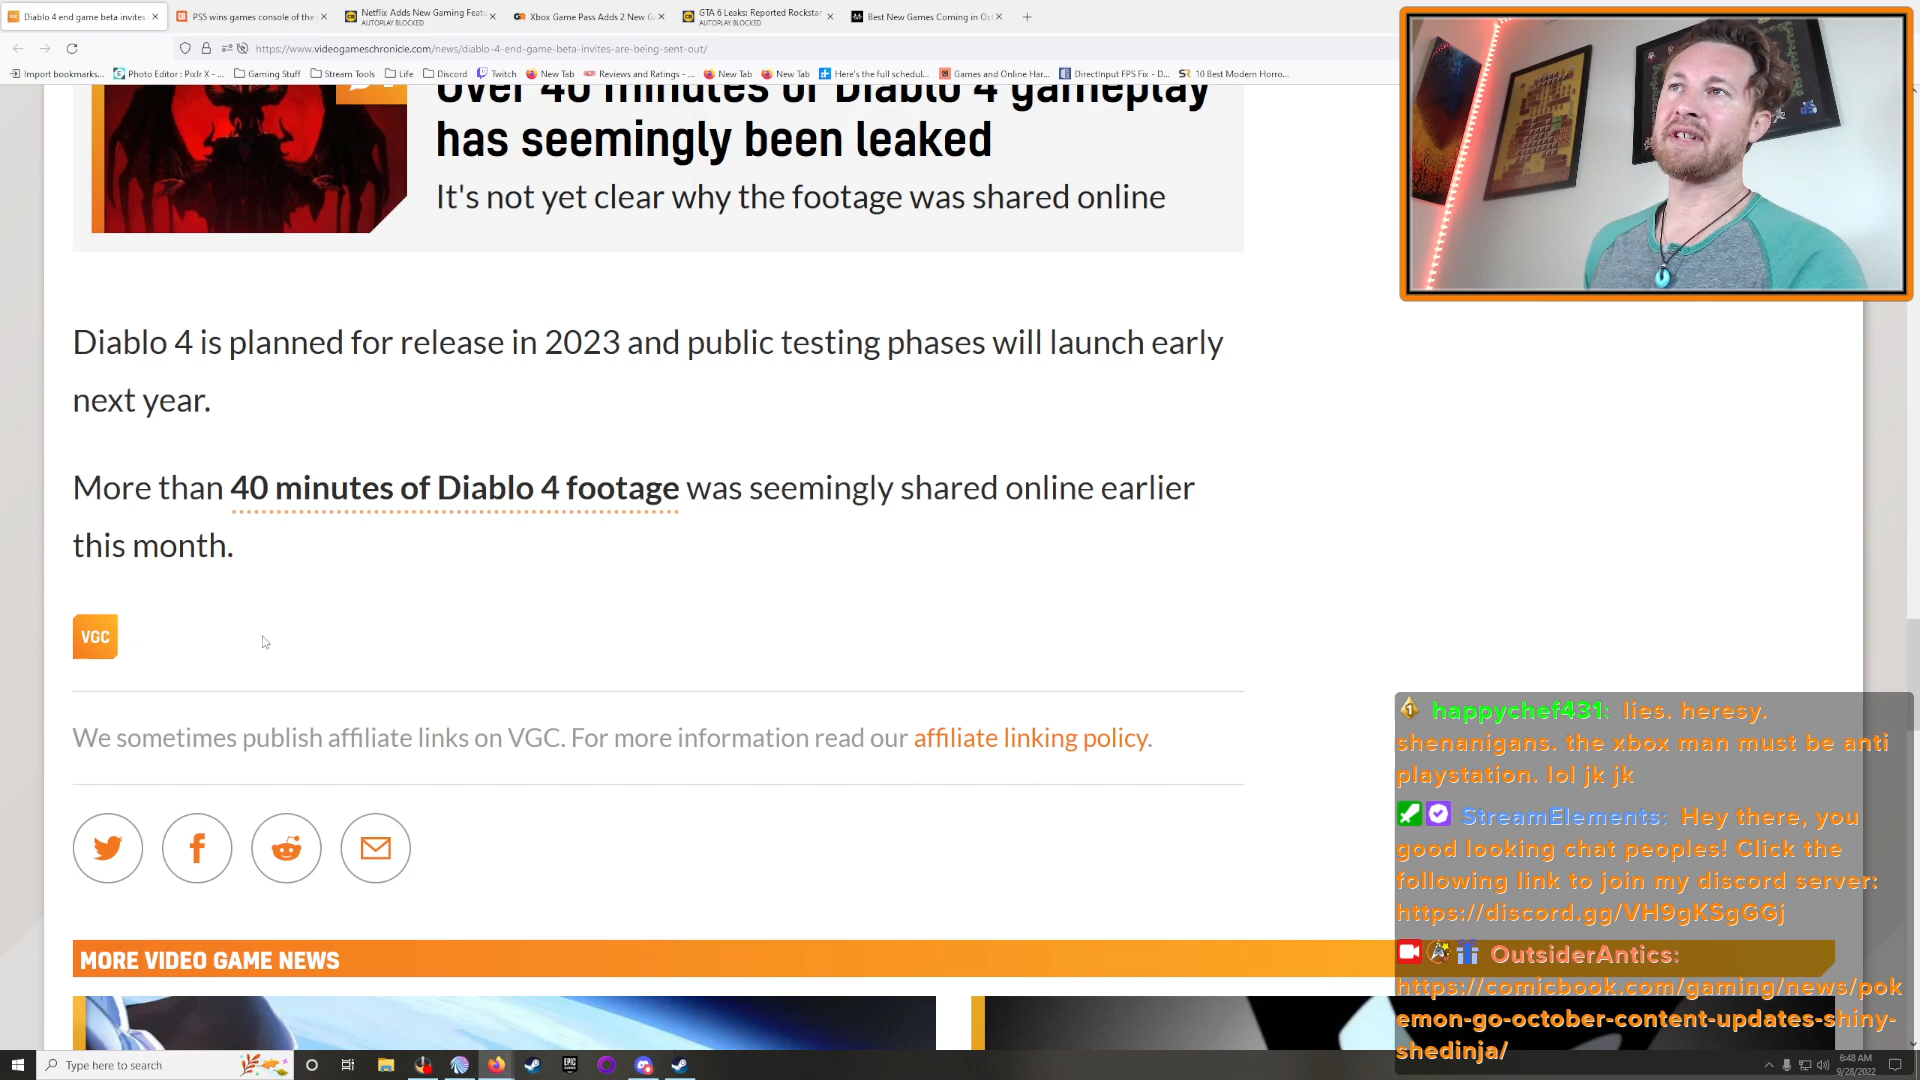 Diablo 4 end game beta invites
PS5 wins games console of the
Netflix Adds New Gaming Featu
AUTOPLAY BLOCKED
Xbox Game Pass Adds 2 New G
GTA 6 Leaks: Reported Rockstar
AUTOPLAY BLOCKED
Best New Games Coming in Oct
https://www.videogameschronicle.com/news/diablo-4-end-game-beta-invites-are-being-sent-out/
Import bookmarks...
Photo Editor : Pixlr X - ...
Gaming Stuff
Stream Tools
Life
Discord
Twitch
New Tab
Reviews and Ratings - ...
New Tab
New Tab
Here's the full schedul...
Games and Online Har...
DirectInput FPS Fix - D...
10 Best Modern Horro...
Over 40 minutes of Diablo 4 gameplay
has seemingly been leaked
It's not yet clear why the footage was shared online
Diablo 4 is planned for release in 2023 and public testing phases will launch early
next year.
More than 40 minutes of Diablo 4 footage was seemingly shared online earlier
this month.
VGC
We sometimes publish affiliate links on VGC. For more information read our affiliate linking policy.
MORE VIDEO GAME NEWS
happychef431: lies. heresy.
shenanigans. the xbox man must be anti
playstation. lol jk jk
StreamElements: Hey there, you
good looking chat peoples! Click the
following link to join my discord server:
https://discord.gg/VH9gKSgGGj
OutsiderAntics:
https://comicbook.com/gaming/news/pok
emon-go-october-content-updates-shiny-
shedinja/
Type here to search
6:48 AM
9/28/2022